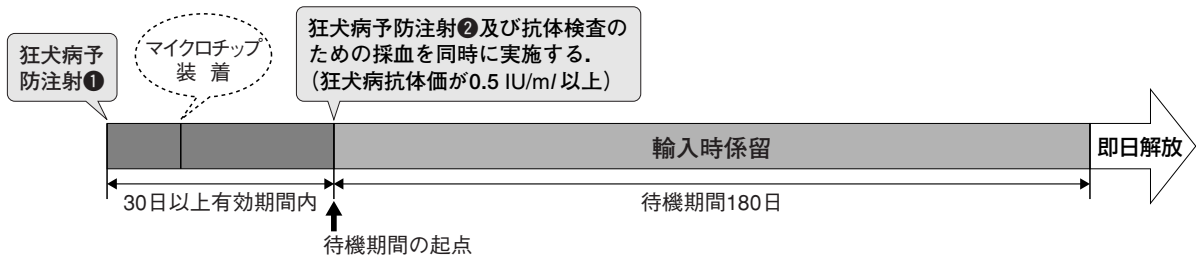 狂犬病予
防注射❶
マイクロチップ
装　着
狂犬病予防注射❷及び抗体検査の
ための採血を同時に実施する．
（狂犬病抗体価が0.5 IU/ml 以上）
輸入時係留
即日解放
30日以上有効期間内
待機期間180日
待機期間の起点